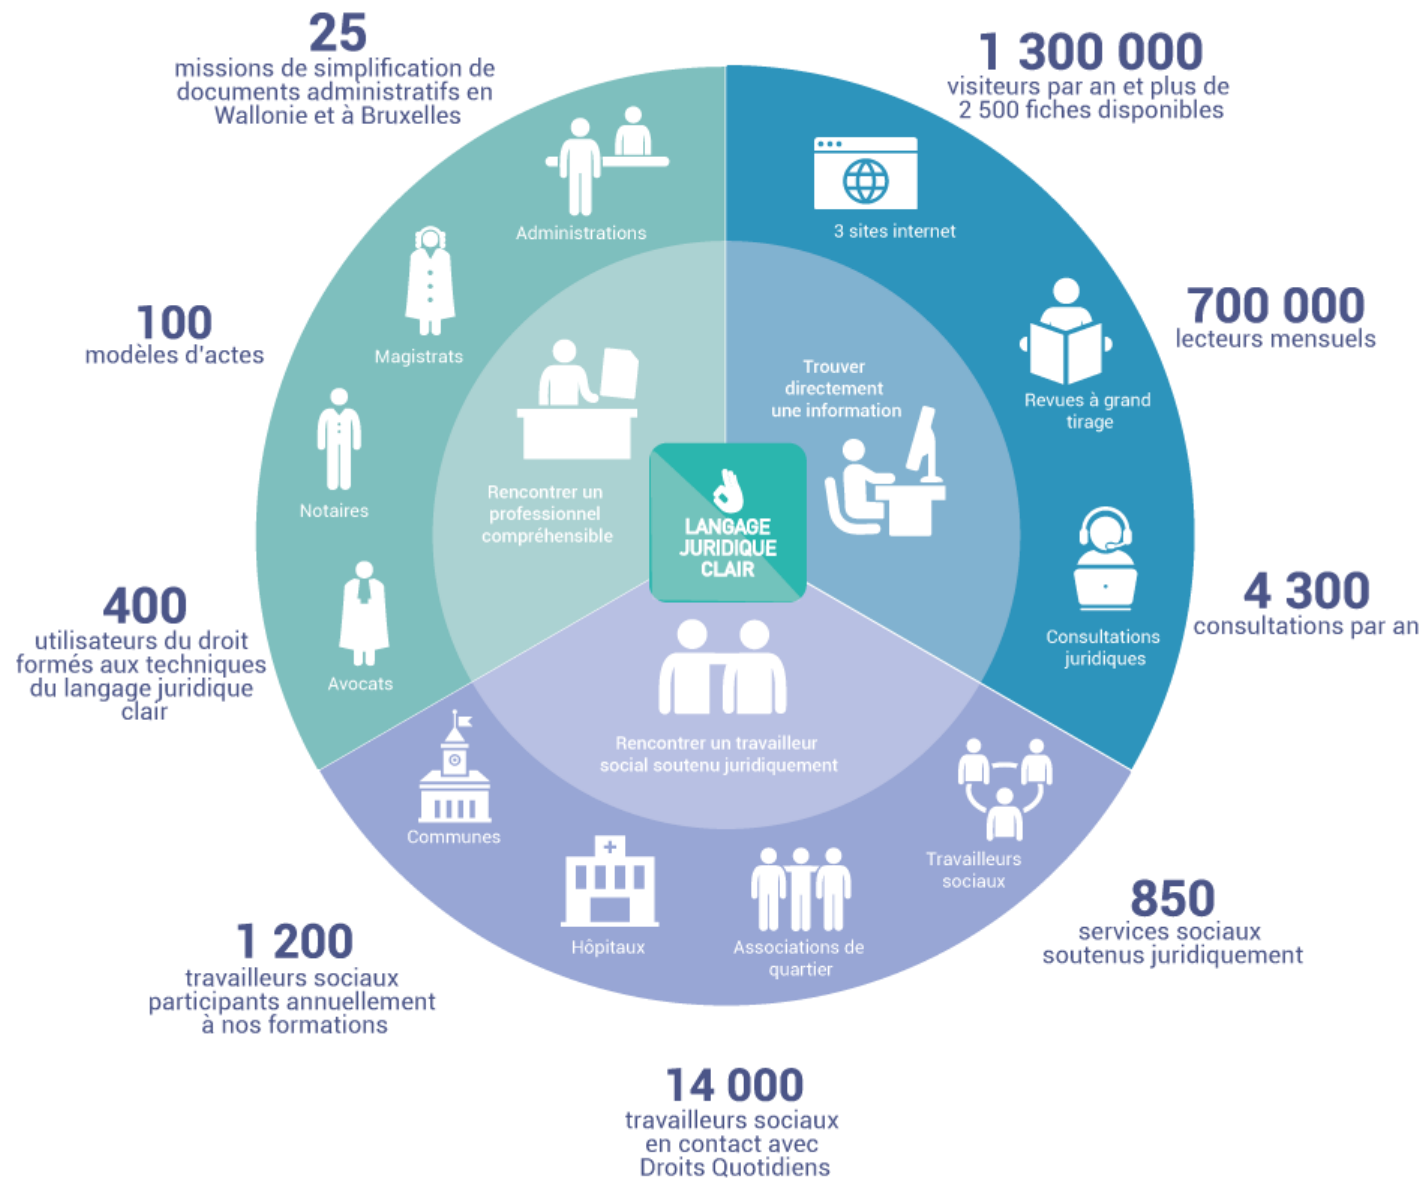 25
missions de simplification de
documents administratifs en
Wallonie et à Bruxelles
1 300 000
visiteurs par an et plus de
2 500 fiches disponibles
Administrations
3 sites internet
100
modèles d'actes
Magistrats
700 000
lecteurs mensuels
Revues à grand
tirage
Trouver
directement
une information
Rencontrer un
professionnel
compréhensible
Notaires
LANGAGE
JURIDIQUE
CLAIR
400
utilisateurs du droit
formés aux techniques
du langage juridique
clair
Avocats
4 300
consultations par an
Consultations
juridiques
Rencontrer un travailleur
social soutenu juridiquement
Communes
Hôpitaux
Associations de
quartier
Travailleurs
sociaux
850
services sociaux
soutenus juridiquement
1 200
travailleurs sociaux
participants annuellement
à nos formations
14 000
travailleurs sociaux
en contact avec
Droits Quotidiens